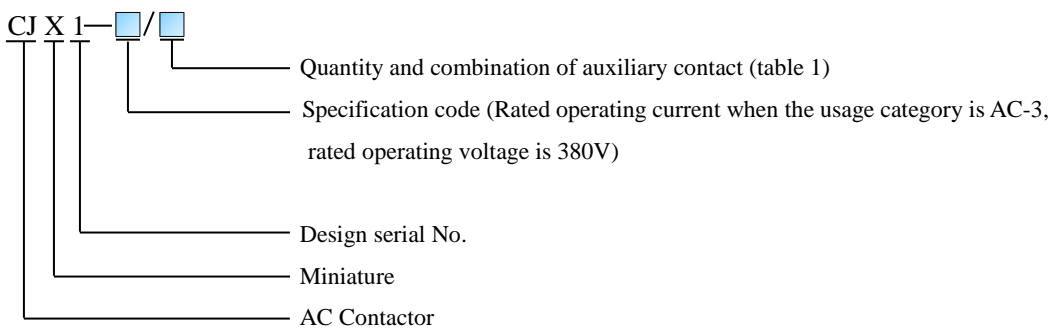 CJ X 1—□/□
Quantity and combination of auxiliary contact (table 1)
Specification code (Rated operating current when the usage category is AC-3,
rated operating voltage is 380V)
Design serial No.
Miniature
AC Contactor